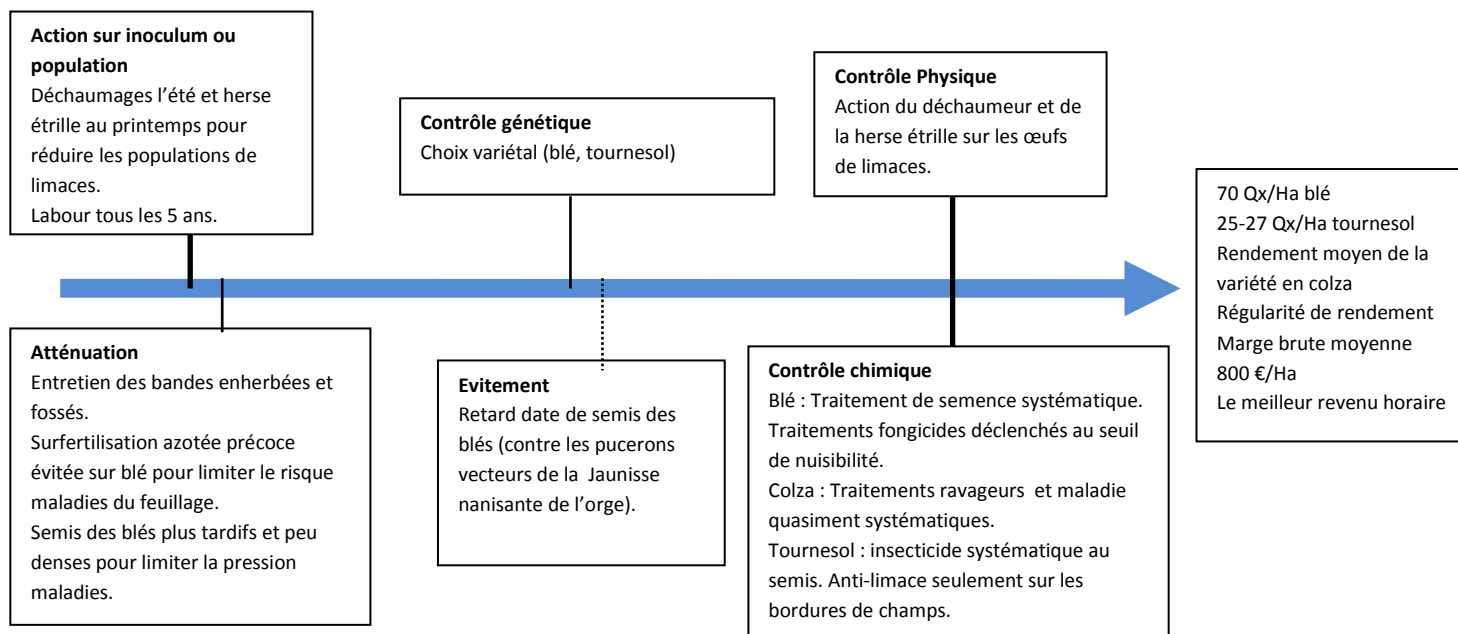 Action sur inoculum ou
population
Déchaumages l’été et herse
étrille au printemps pour
réduire les populations de
limaces.
Labour tous les 5 ans.
Contrôle génétique
Choix variétal (blé, tournesol)
Contrôle Physique
Action du déchaumeur et de
la herse étrille sur les œufs
de limaces.
70 Qx/Ha blé
25-27 Qx/Ha tournesol
Rendement moyen de la
variété en colza
Régularité de rendement
Marge brute moyenne
800 €/Ha
Le meilleur revenu horaire
Atténuation
Entretien des bandes enherbées et
fossés.
Surfertilisation azotée précoce
évitée sur blé pour limiter le risque
maladies du feuillage.
Semis des blés plus tardifs et peu
denses pour limiter la pression
maladies.
Evitement
Retard date de semis des
blés (contre les pucerons
vecteurs de la Jaunisse
nanisante de l’orge).
Contrôle chimique
Blé : Traitement de semence systématique.
Traitements fongicides déclenchés au seuil
de nuisibilité.
Colza : Traitements ravageurs et maladie
quasiment systématiques.
Tournesol : insecticide systématique au
semis. Anti-limace seulement sur les
bordures de champs.